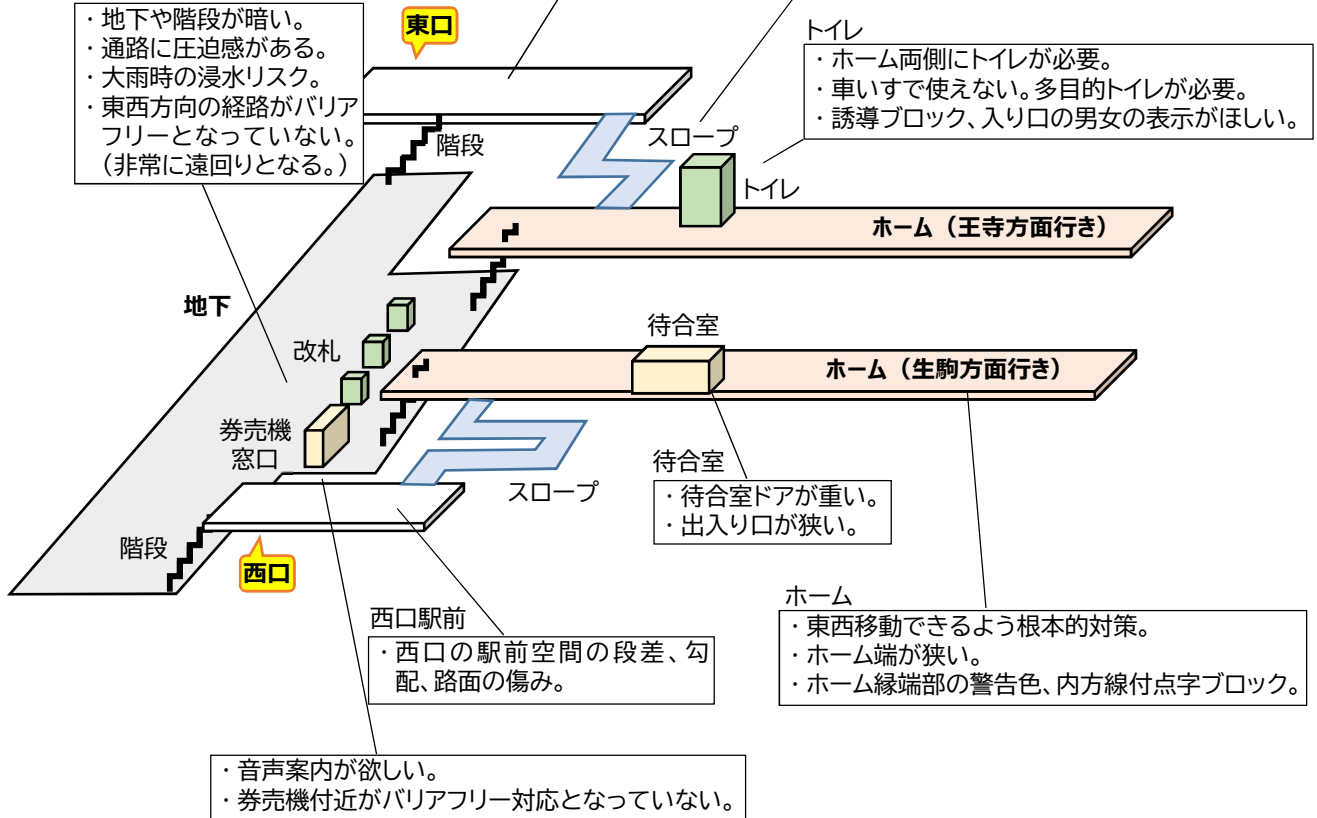 ・地下や階段が暗い。
・通路に圧迫感がある。
・大雨時の浸水リスク。
・東西方向の経路がバリア
フリーとなっていない。
（非常に遠回りとなる。）
東口
トイレ
・ホーム両側にトイレが必要。
・車いすで使えない。多目的トイレが必要。
・誘導ブロック、入り口の男女の表示がほしい。
階段
スロープ
トイレ
ホーム（王寺方面行き）
地下
改札
待合室
ホーム（生駒方面行き）
券売機
窓口
スロープ
待合室
・待合室ドアが重い。
・出入り口が狭い。
階段
西口
西口駅前
・西口の駅前空間の段差、勾
配、路面の傷み。
ホーム
・東西移動できるよう根本的対策。
・ホーム端が狭い。
・ホーム縁端部の警告色、内方線付点字ブロック。
・音声案内が欲しい。
・券売機付近がバリアフリー対応となっていない。